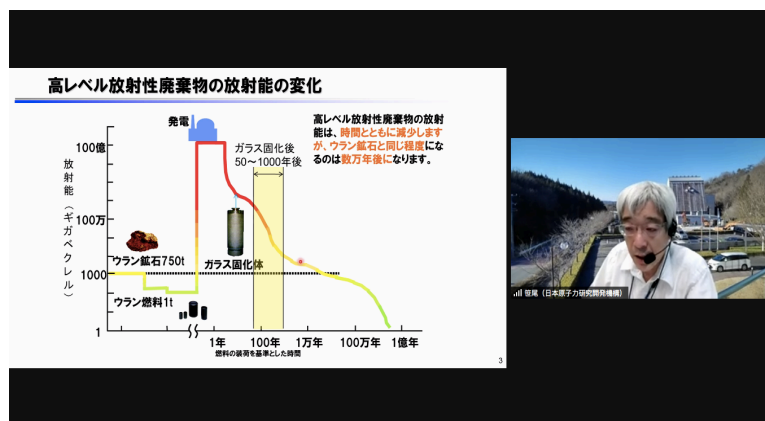 高レベル放射性廃棄物の放射能の変化
発電
高レベル放射性廃棄物の放射
能は、時間とともに減少します
が、ウラン鉱石と同じ程度にな
るのは数万年後になります。
ガラス固化後
50～1000年後
放射能（ギガベクレル）
100億
100万
1000
1
ウラン鉱石750t
ウラン燃料1t
ガラス固化体
1年
100年
1万年
100万年
1億年
燃料の装荷を基準とした時間
3
笹尾（日本原子力研究開発機構）